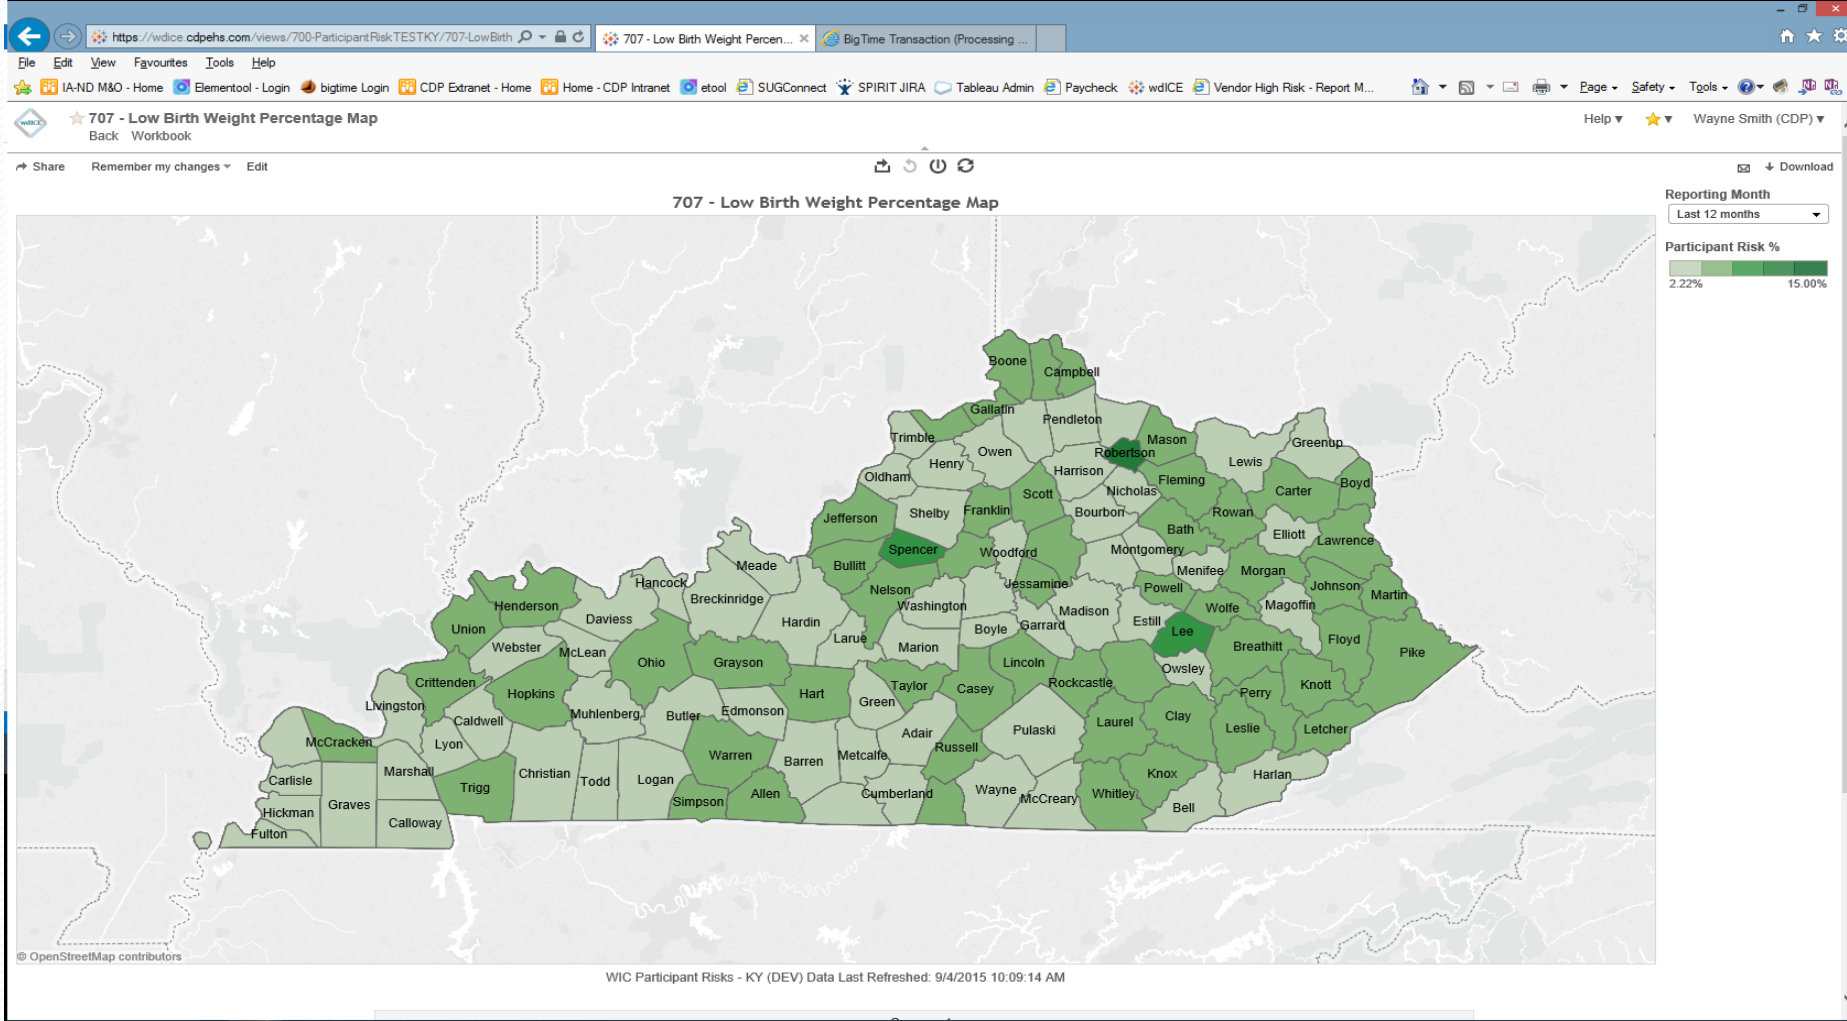 https://wdice.cdpehs.com/views/700-ParticipantRiskTESTKY/707-LowBirth
707 - Low Birth Weight Percen...
BigTime Transaction (Processing ...
File Edit View Favourites Tools Help
IA-ND M&O - Home Elementool - Login bigtime Login CDP Extranet - Home Home - CDP Intranet etool SUGConnect SPIRIT JIRA Tableau Admin Paycheck wdICE Vendor High Risk - Report M... Page Safety Tools
wdICE
707 - Low Birth Weight Percentage Map
Help Wayne Smith (CDP)
Back Workbook
Share Remember my changes Edit
Download
707 - Low Birth Weight Percentage Map
Reporting Month
Last 12 months
Participant Risk %
2.22% 15.00%
Boone
Campbell
Gallatin
Pendleton
Trimble
Mason
Greenup
Owen
Robertson
Henry
Lewis
Oldham
Harrison
Fleming
Boyd
Scott
Nicholas
Carter
Jefferson
Shelby
Franklin
Bourbon
Rowan
Bath
Elliott
Lawrence
Spencer
Woodford
Montgomery
Meade
Bullitt
Menifee
Morgan
Hancock
Nelson
Jessamine
Powell
Johnson
Martin
Breckinridge
Washington
Henderson
Madison
Wolfe
Magoffin
Daviess
Hardin
Union
Boyle
Garrard
Estill
Lee
Larue
Webster
McLean
Marion
Floyd
Breathitt
Pike
Ohio
Grayson
Lincoln
Owsley
Crittenden
Hopkins
Hart
Taylor
Casey
Rockcastle
Perry
Knott
Livingston
Green
Muhlenberg
Butler
Edmonson
Caldwell
Laurel
Clay
Adair
Pulaski
Leslie
Letcher
McCracken
Lyon
Warren
Metcalfe
Russell
Barren
Carlisle
Marshall
Christian
Todd
Logan
Knox
Harlan
Trigg
Simpson
Allen
Cumberland
Wayne
McCreary
Whitley
Bell
Graves
Hickman
Calloway
Fulton
© OpenStreetMap contributors
WIC Participant Risks - KY (DEV) Data Last Refreshed: 9/4/2015 10:09:14 AM